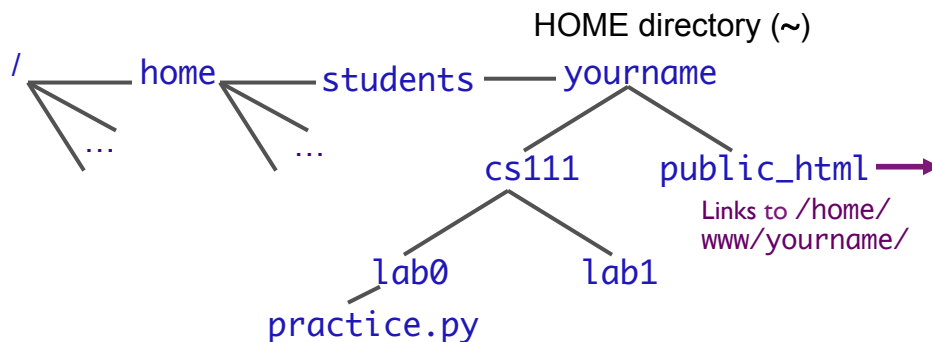 HOME directory (~)
/ home students yourname
... ...
cs111 public_html
Links to /home/
www/yourname/
lab0 lab1
practice.py